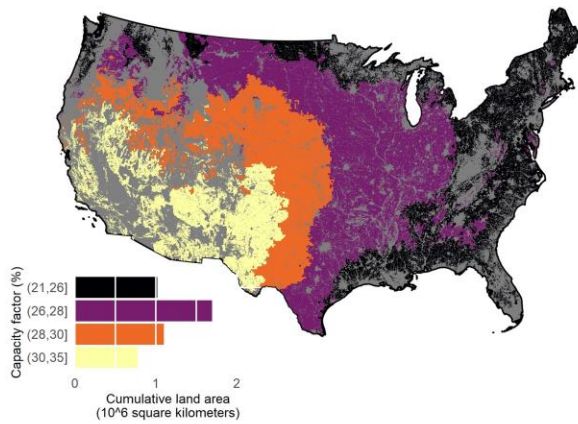 Capacity factor (%)
(21,26]
(26,28]
(28,30]
(30,35]
0 1 2
Cumulative land area
(10^6 square kilometers)